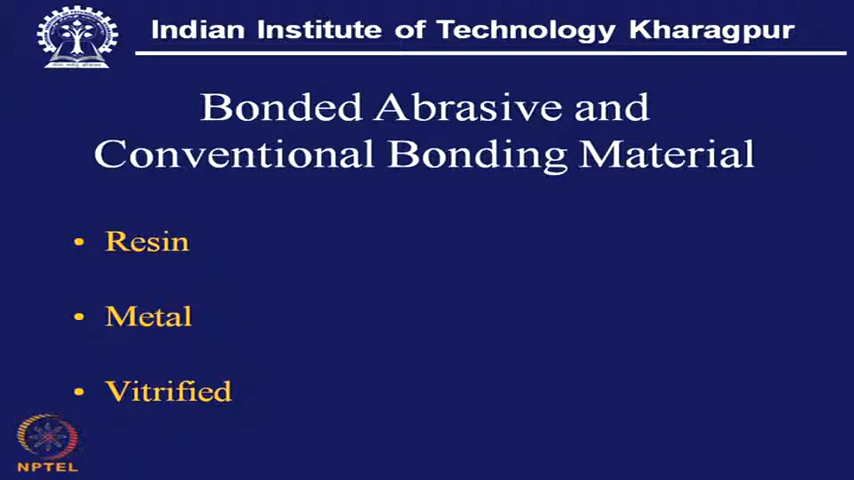 Indian Institute of Technology Kharagpur
Bonded Abrasive and
Conventional Bonding Material
• Resin
• Metal
• Vitrified
NPTEL